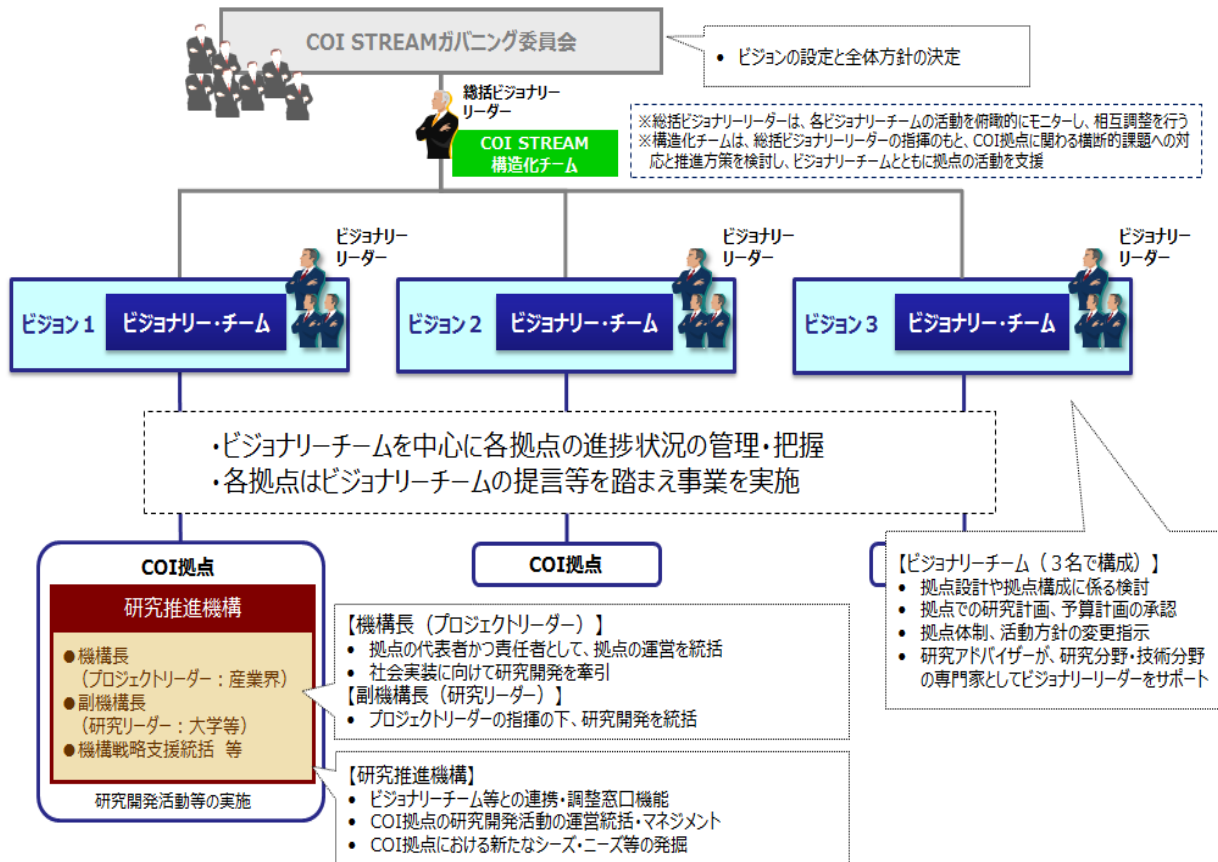 COI STREAMガバニング委員会
• ビジョンの設定と全体方針の決定
総括ビジョナリー
リーダー
COI STREAM
構造化チーム
※総括ビジョナリーリーダーは、各ビジョナリーチームの活動を俯瞰的にモニターし、相互調整を行う
※構造化チームは、総括ビジョナリーリーダーの指揮のもと、COI拠点に関わる横断的課題への対
応と推進方策を検討し、ビジョナリーチームとともに拠点の活動を支援
ビジョナリー
リーダー
ビジョナリー
リーダー
ビジョナリー
リーダー
ビジョン1
ビジョナリー・チーム
ビジョン2
ビジョナリー・チーム
ビジョン3
ビジョナリー・チーム
・ビジョナリーチームを中心に各拠点の進捗状況の管理・把握
・各拠点はビジョナリーチームの提言等を踏まえ事業を実施
COI拠点
研究推進機構
●機構長
(プロジェクトリーダー：産業界)
●副機構長
(研究リーダー：大学等)
●機構戦略支援統括 等
研究開発活動等の実施
COI拠点
【機構長（プロジェクトリーダー）】
• 拠点の代表者かつ責任者として、拠点の運営を統括
• 社会実装に向けて研究開発を牽引
【副機構長（研究リーダー）】
• プロジェクトリーダーの指揮の下、研究開発を統括
【研究推進機構】
• ビジョナリーチーム等との連携・調整窓口機能
• COI拠点の研究開発活動の運営統括・マネジメント
• COI拠点における新たなシーズ・ニーズ等の発掘
【ビジョナリーチーム（３名で構成）】
• 拠点設計や拠点構成に係る検討
• 拠点での研究計画、予算計画の承認
• 拠点体制、活動方針の変更指示
• 研究アドバイザーが、研究分野・技術分野
の専門家としてビジョナリーリーダーをサポート